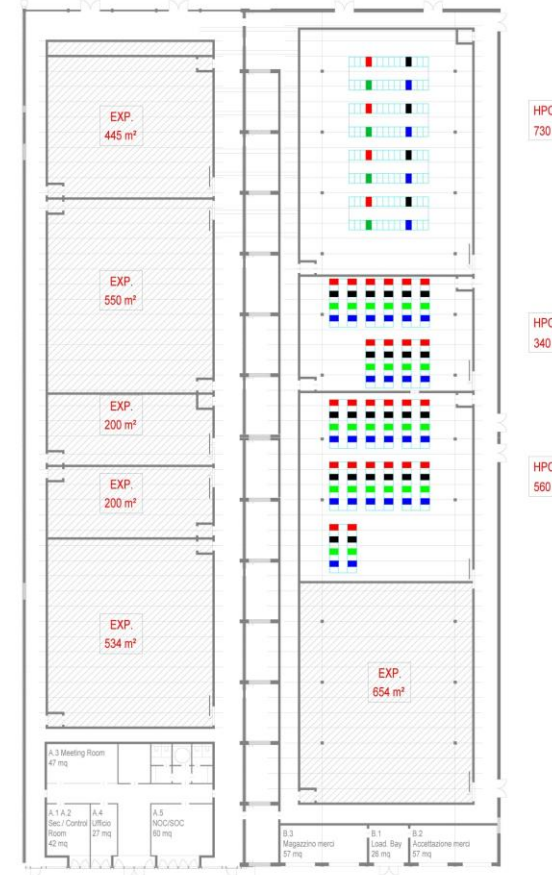 EXP.
445 m²
EXP.
550 m²
EXP.
200 m²
EXP.
200 m²
EXP.
534 m²
A.3 Meeting Room
47 mq
A.1 A.2
Sec / Control
Room
42 mq
A.4
Ufficio
27 mq
A.5
NOC/SOC
60 mq
HPC
730
HPC
340
HPC
560
EXP.
654 m²
B.3
Magazzino merci
57 mq
B.1
Load. Bay
26 mq
B.2
Accettazione merci
57 mq